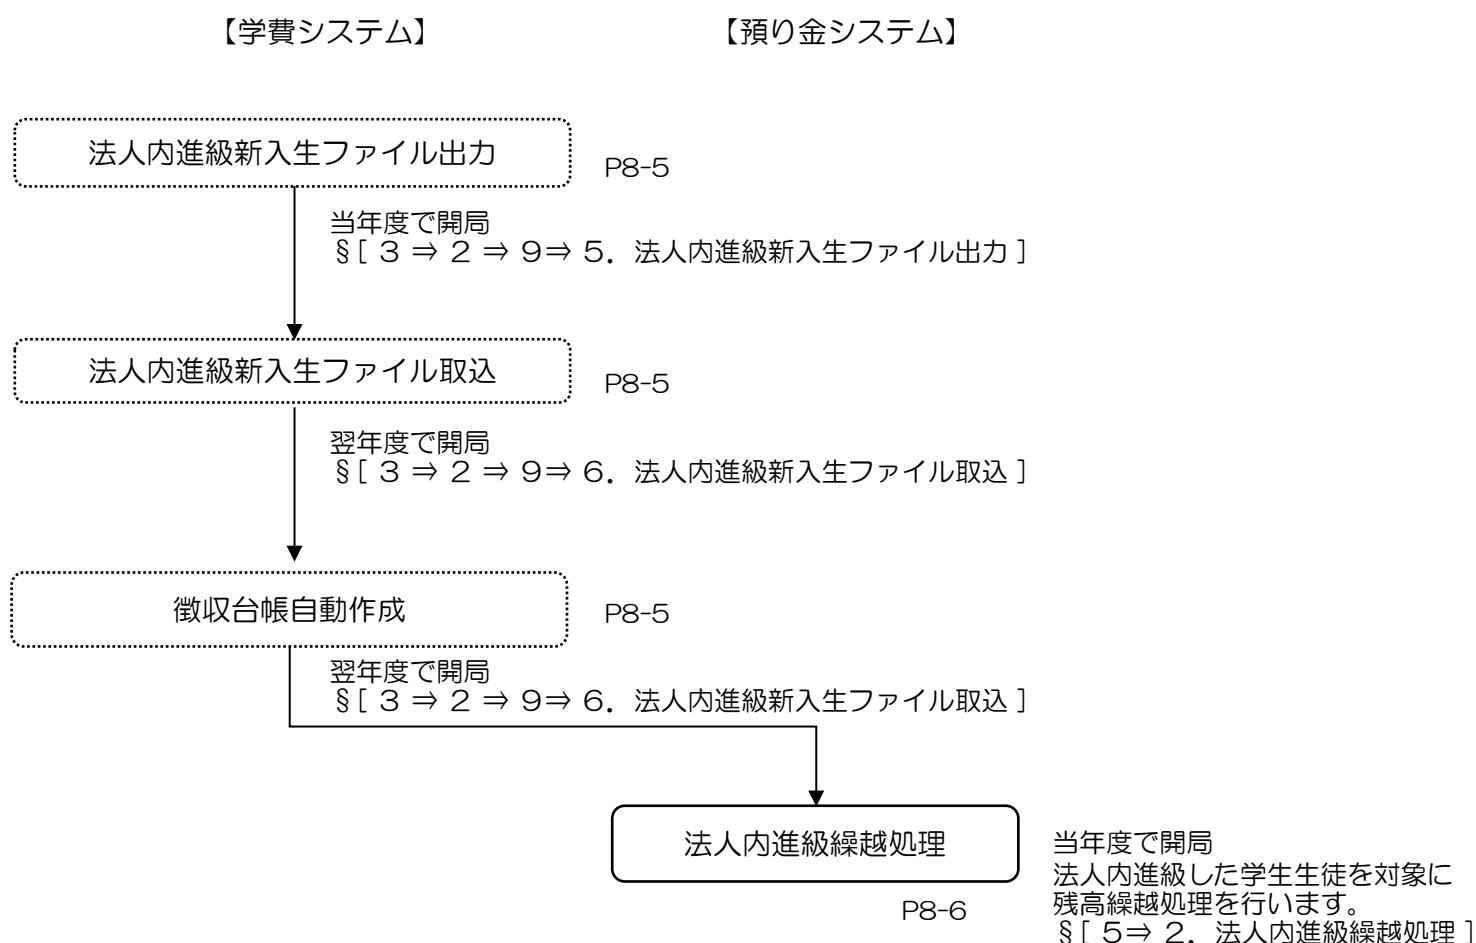 【学費システム】
【預り金システム】
法人内進級新入生ファイル出力
P8-5
当年度で開局
§[ 3 ⇒ 2 ⇒ 9⇒ 5. 法人内進級新入生ファイル出力 ]
法人内進級新入生ファイル取込
P8-5
翌年度で開局
§[ 3 ⇒ 2 ⇒ 9⇒ 6. 法人内進級新入生ファイル取込 ]
徴収台帳自動作成
P8-5
翌年度で開局
§[ 3 ⇒ 2 ⇒ 9⇒ 6. 法人内進級新入生ファイル取込 ]
法人内進級繰越処理
P8-6
当年度で開局
法人内進級した学生生徒を対象に
残高繰越処理を行います。
§[ 5⇒ 2. 法人内進級繰越処理 ]